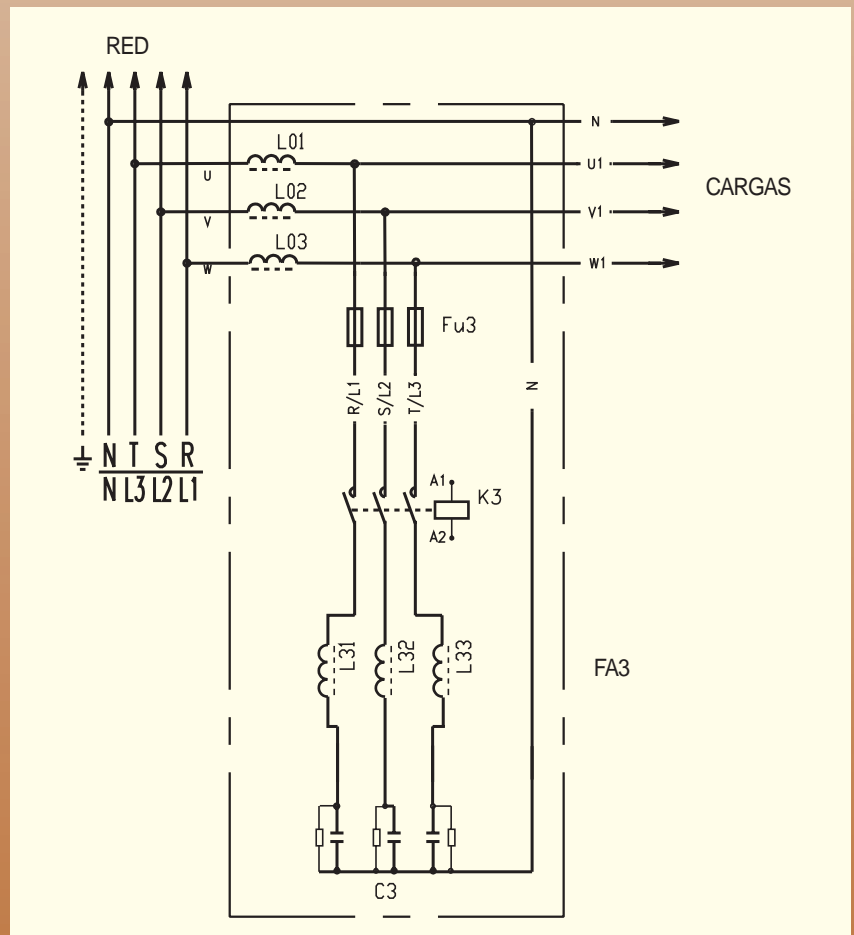 RED
N
L01
U
U1
L02
V
V1
CARGAS
L03
W
W1
Fu3
R/L1
S/L2
T/L3
N
N T S R
N L3 L2 L1
A1
K3
A2
L31
L32
L33
FA3
C3